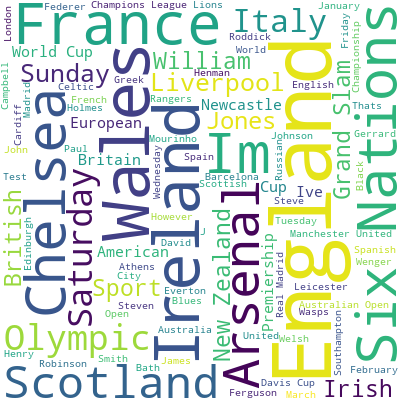 London
Federer
Champions League
Lions
January
France
Roddick
World
Italy
Friday
Championship
World Cup
William
Henman
Sunday
Celtic
Greek
Liverpool
English
Grand Slam
Thats
Campbell
Madrid
French
Rangers
Cardiff
Holmes
European
Mourinho
Newcastle
Jones
Six Nations
Gerrard
John
Paul
Britain
Wednesday
Spain
Im
Johnson
Russian
Black
Test
Chelsea
Wales
Ireland
Barcelona
Scottish
Cup
Ive
Steve
England
British
Edinburgh
Saturday
American
However
David
J
New Zealand
Premiership
Tuesday
Manchester
United
Spanish
Athens
City
Real Madrid
Wenger
Sport
Steven
Everton
Blues
Arsenal
Leicester
Australian Open
Olympic
Open
Australia
United
Wasps
Welsh
Southampton
Henry
Smith
James
Robinson
Bath
Davis Cup
February
Scotland
Ferguson
March
Irish